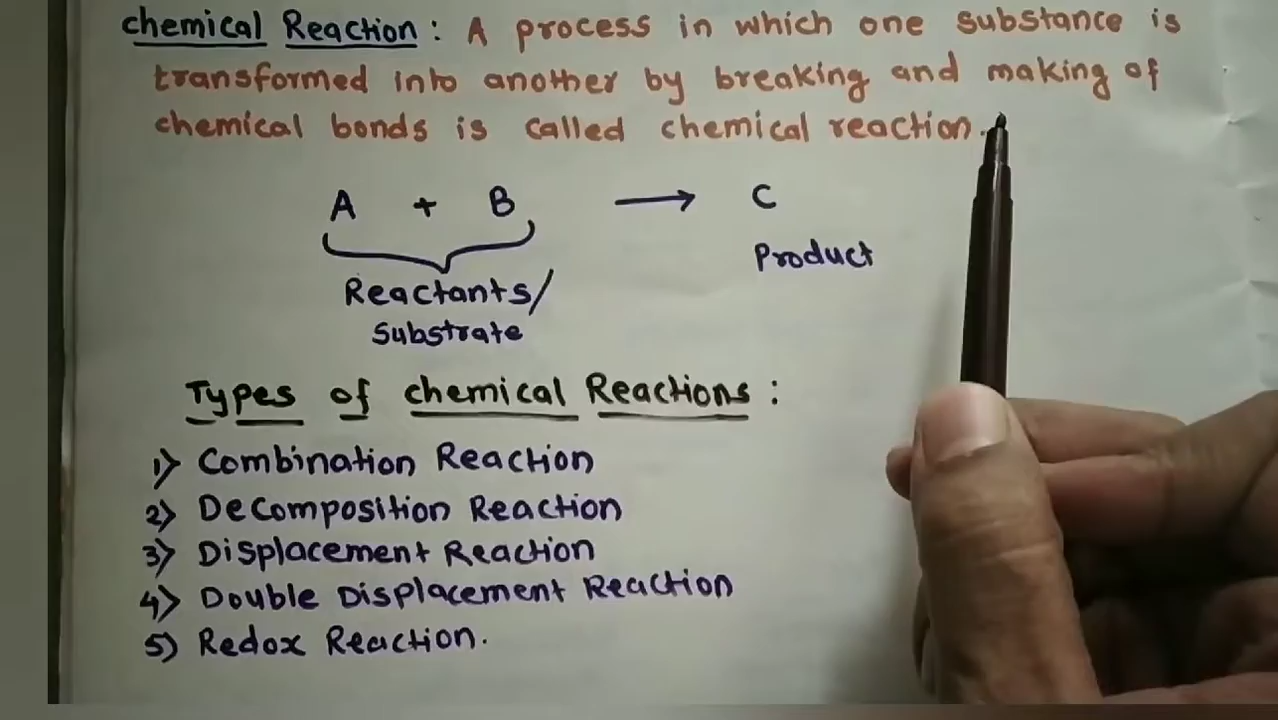 chemical Reaction : A process in which one substance is
transformed into another by breaking and making of
chemical bonds is called chemical reaction.
A + B → C
Product
Reactants/
Substrate
Types of chemical Reactions :
1) Combination Reaction
2) Decomposition Reaction
3) Displacement Reaction
4) Double Displacement Reaction
5) Redox Reaction.